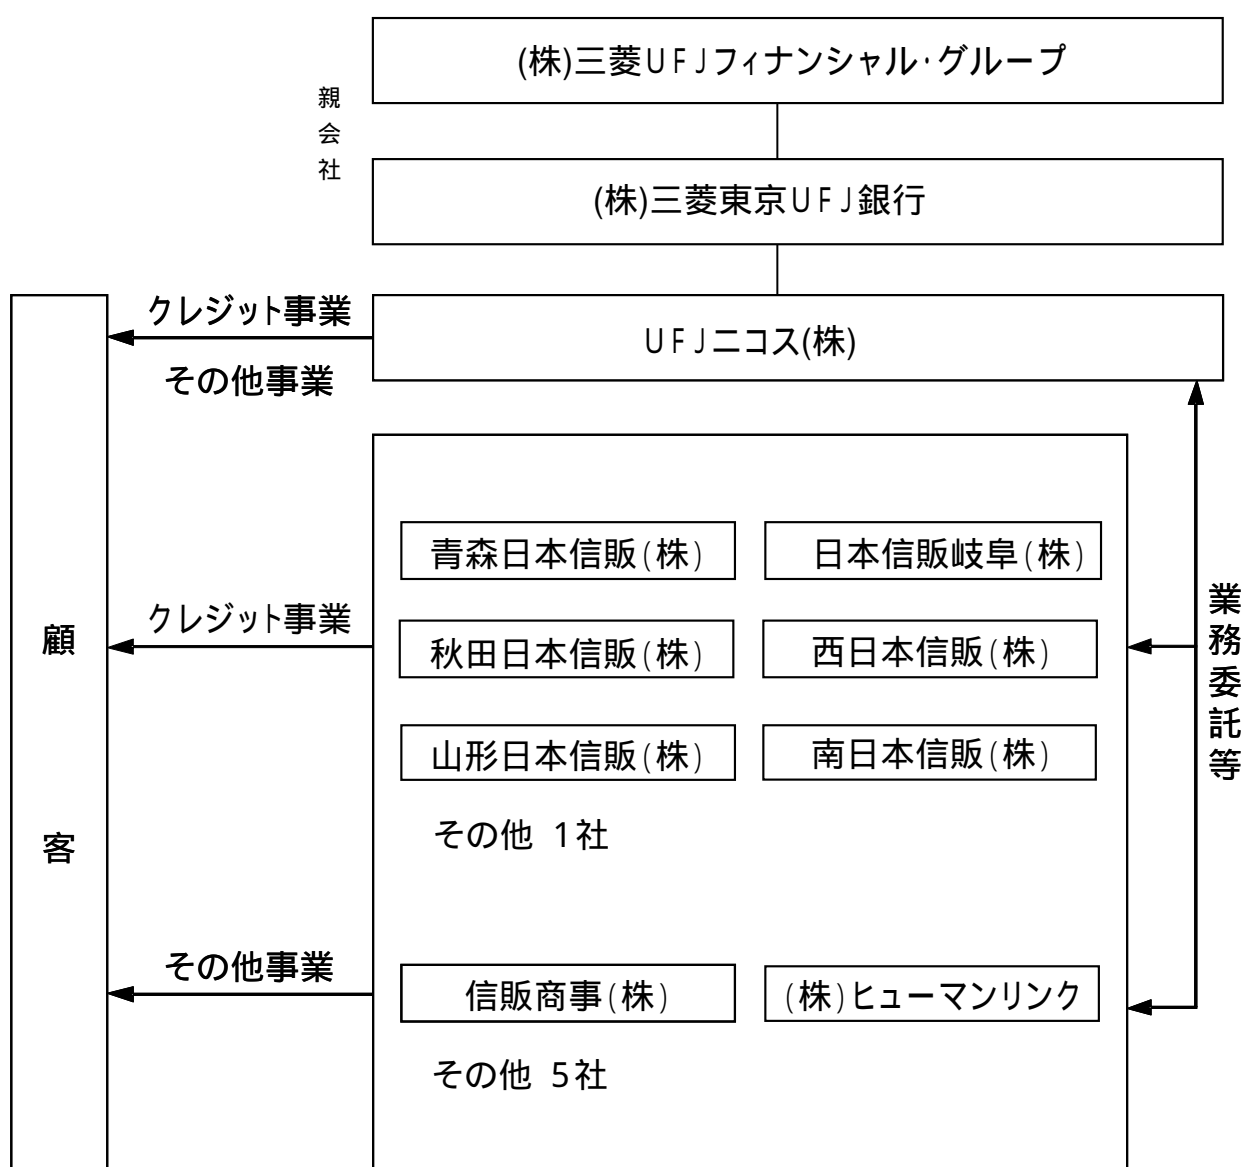 (株)三菱UFJフィナンシャル・グループ
親会社
(株)三菱東京UFJ銀行
クレジット事業
その他事業
UFJニコス(株)
顧客
クレジット事業
青森日本信販(株)
日本信販岐阜(株)
秋田日本信販(株)
西日本信販(株)
山形日本信販(株)
南日本信販(株)
その他 1社
業務委託等
その他事業
信販商事(株)
(株)ヒューマンリンク
その他 5社